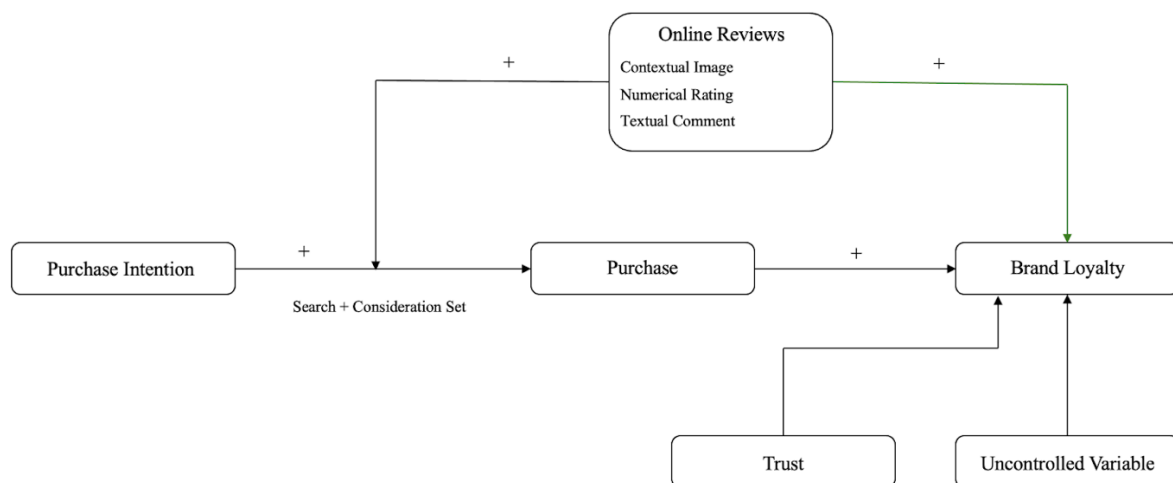 Online Reviews
Contextual Image
Numerical Rating
Textual Comment
+
+
Purchase Intention
+
Search + Consideration Set
Purchase
+
Brand Loyalty
Trust
Uncontrolled Variable